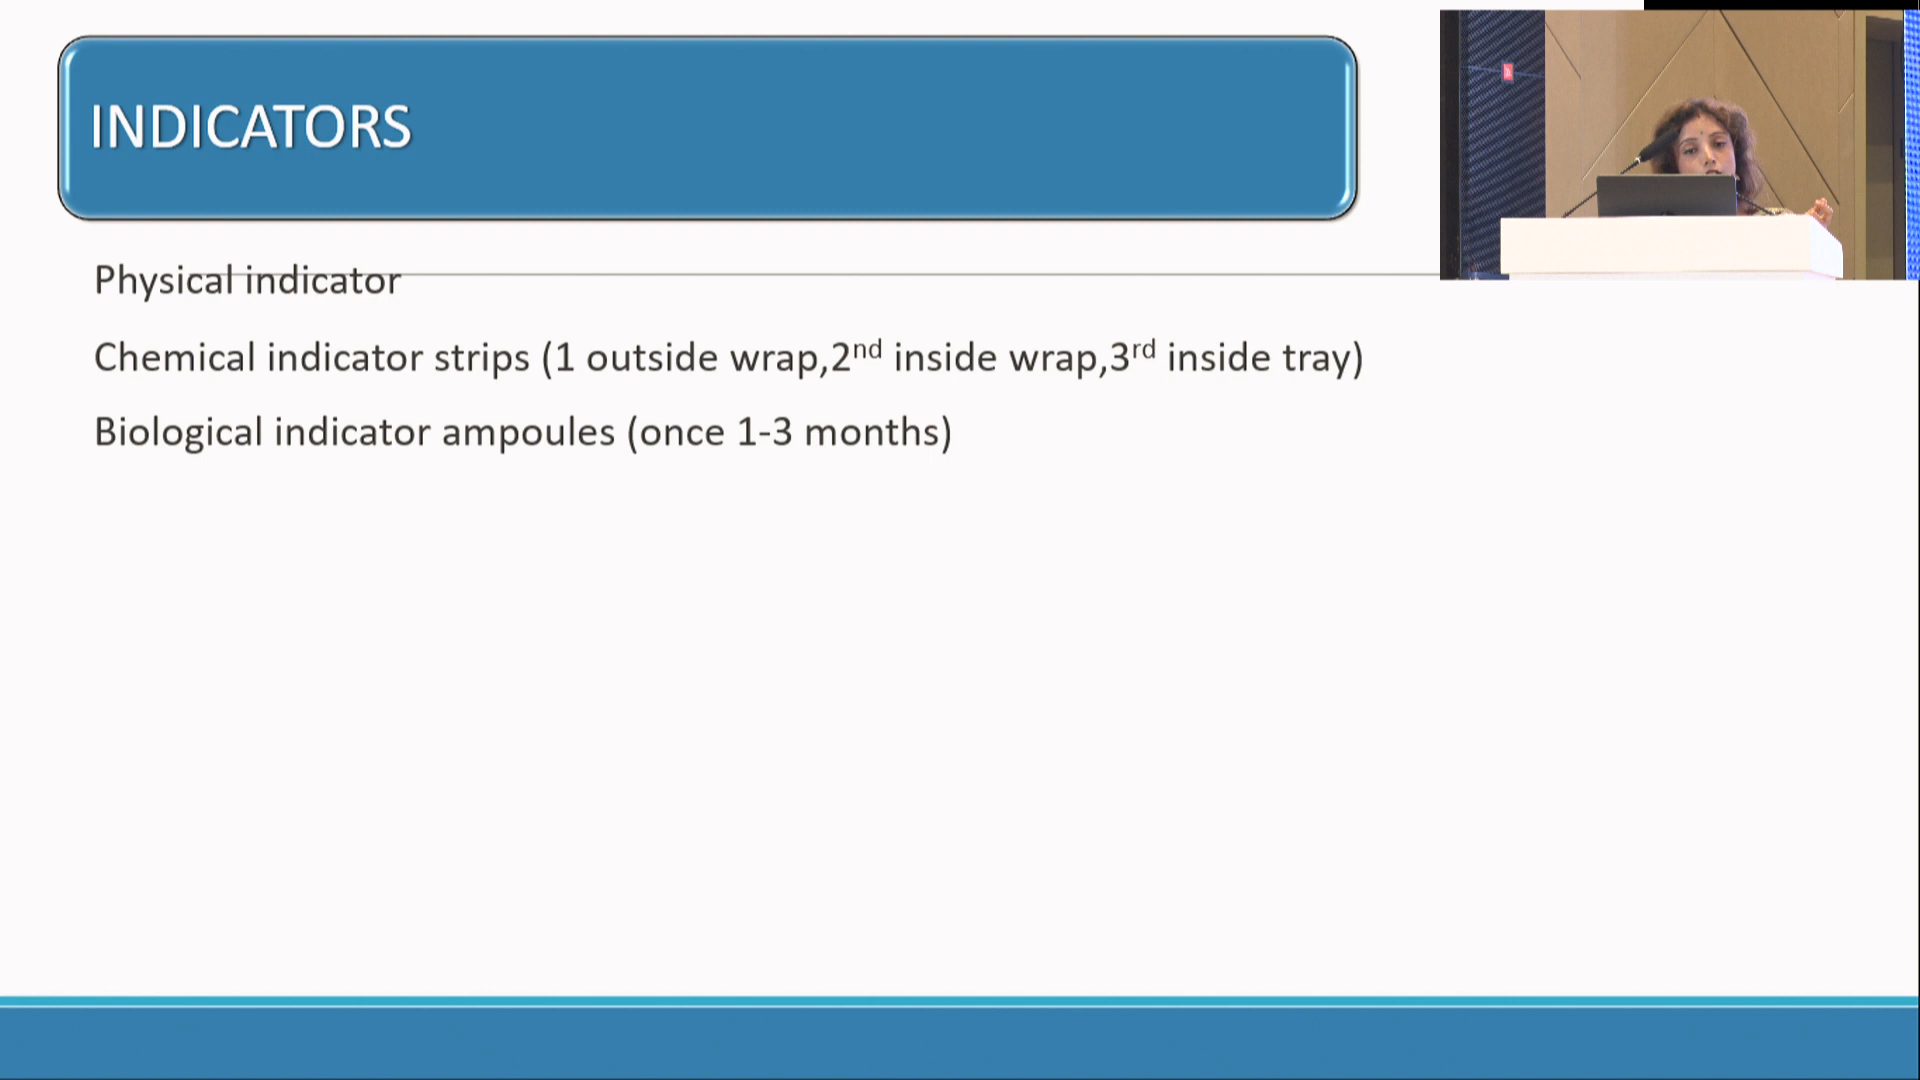 INDICATORS
Physical indicator
Chemical indicator strips (1 outside wrap,2nd inside wrap,3rd inside tray)
Biological indicator ampoules (once 1-3 months)